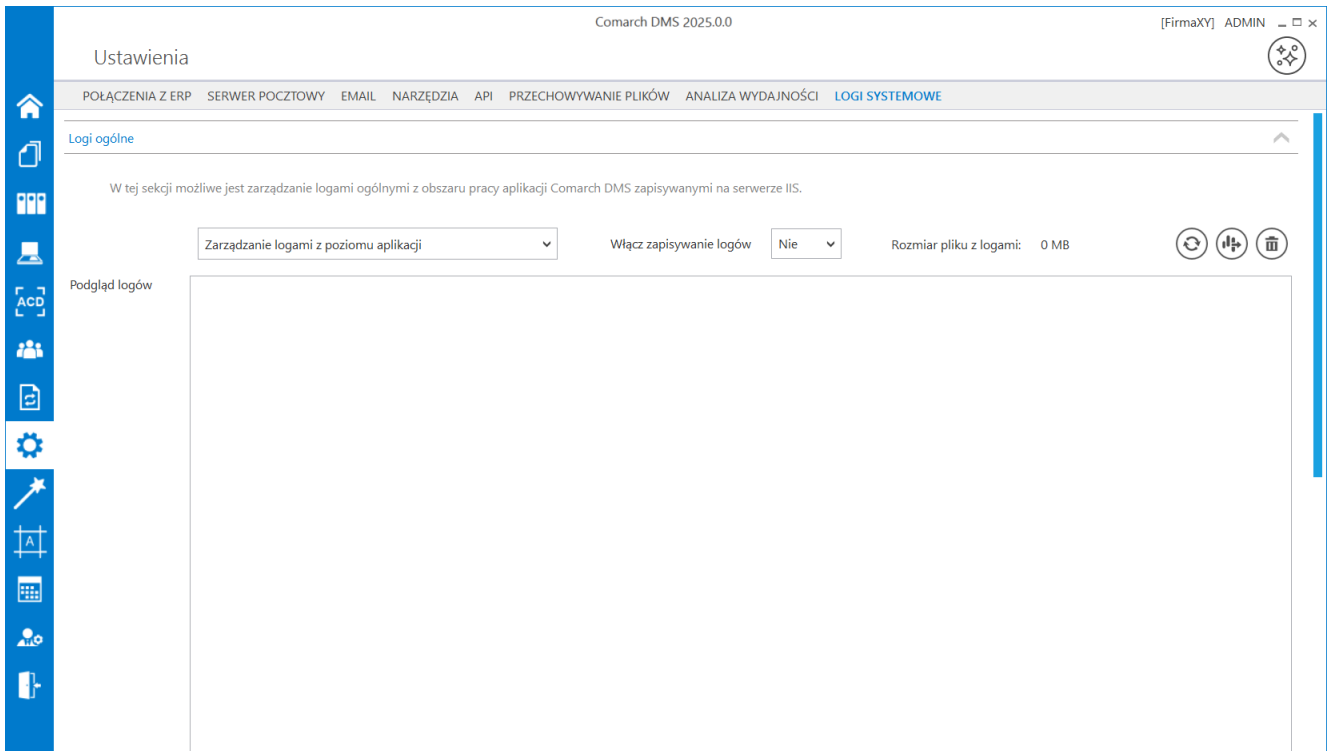 Comarch DMS 2025.0.0
[FirmaXY] ADMIN
Ustawienia
POŁĄCZENIA Z ERP SERWER POCZTOWY EMAIL NARZĘDZIA API PRZECHOWYWANIE PLIKÓW ANALIZA WYDAJNOŚCI LOGI SYSTEMOWE
Logi ogólne
W tej sekcji możliwe jest zarządzanie logami ogólnymi z obszaru pracy aplikacji Comarch DMS zapisywanymi na serwerze IIS.
Zarządzanie logami z poziomu aplikacji Włącz zapisywanie logów Nie Rozmiar pliku z logami: 0 MB
Podgląd logów
ACD
A